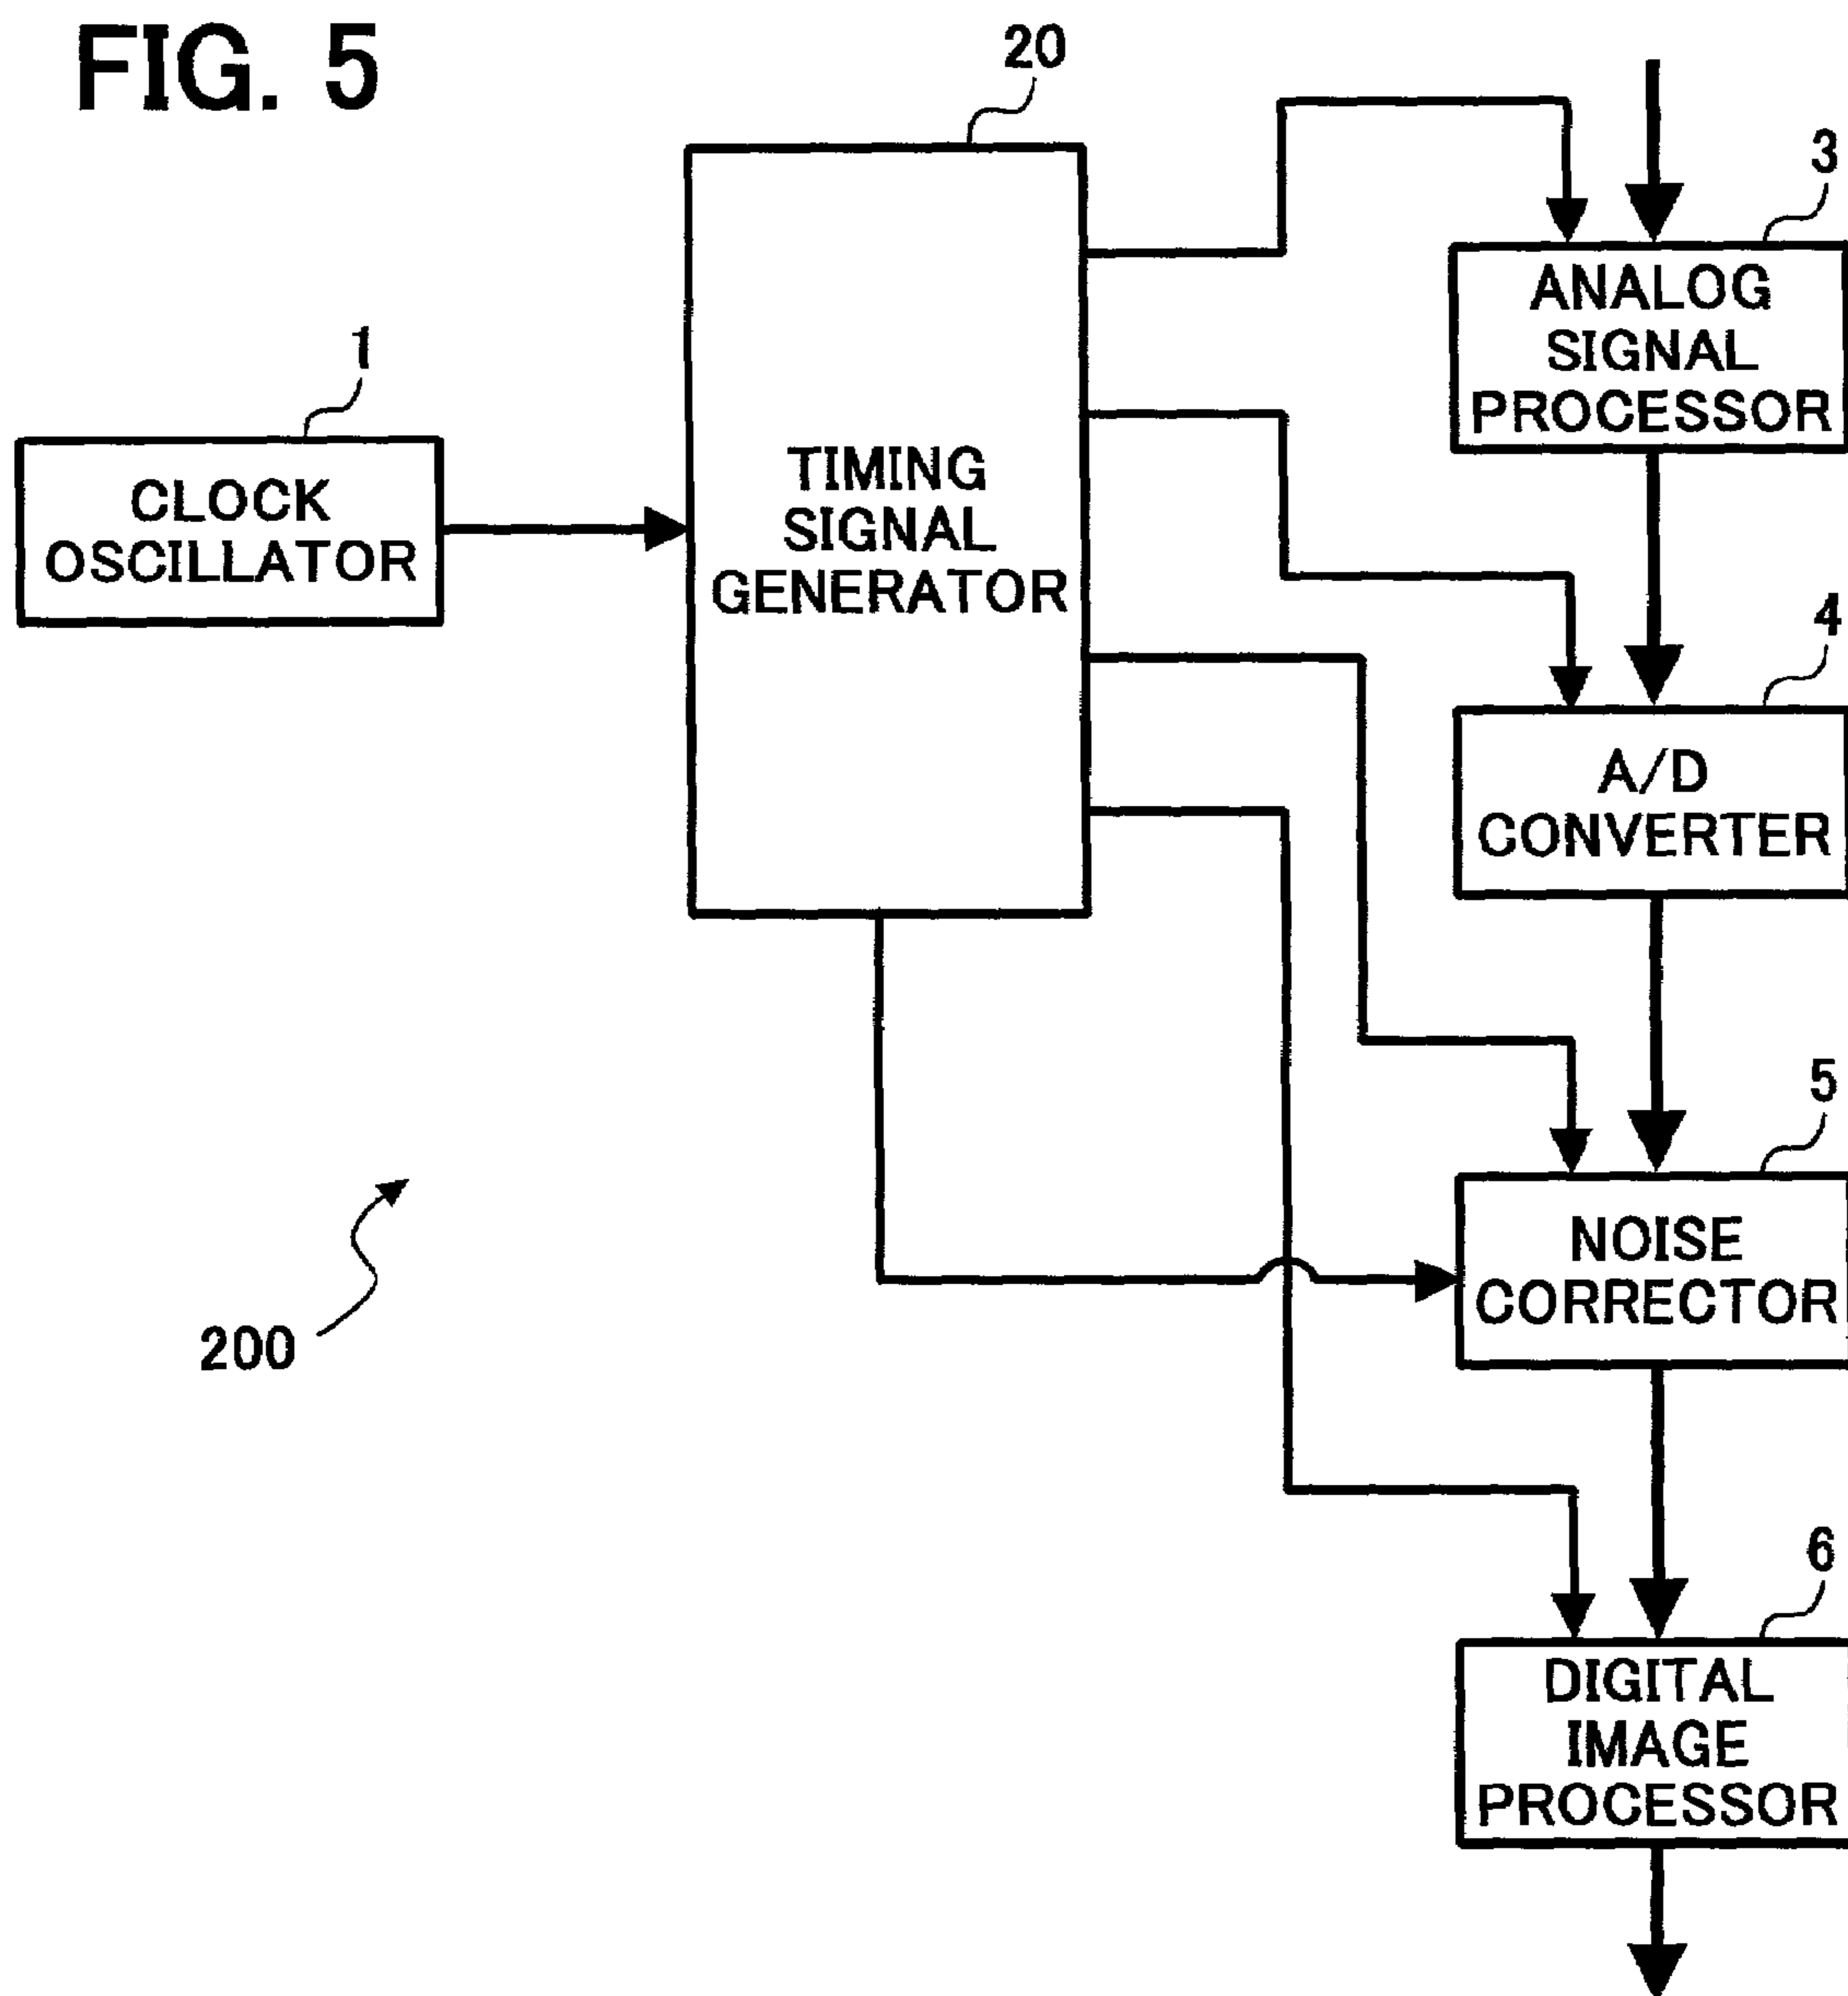 FIG. 5
20
3
ANALOG
SIGNAL
PROCESSOR
1
CLOCK
OSCILLATOR
TIMING
SIGNAL
GENERATOR
4
A/D
CONVERTER
5
NOISE
CORRECTOR
200
6
DIGITAL
IMAGE
PROCESSOR